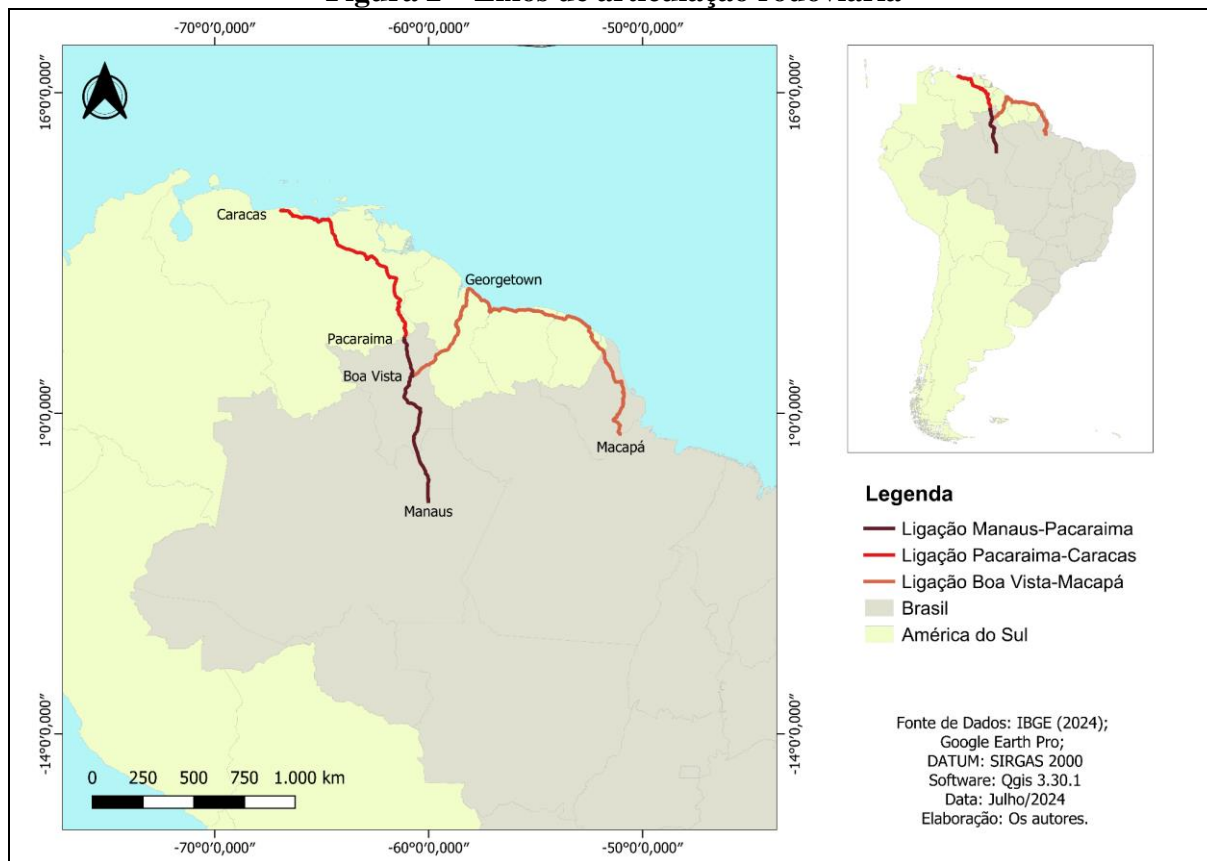 -70°0′0,000″
-60°0′0,000″
-50°0′0,000″
16°0′0,000″
16°0′0,000″
Caracas
Georgetown
Pacaraima
Boa Vista
1°0′0,000″
1°0′0,000″
Macapá
Manaus
-14°0′0,000″
-14°0′0,000″
0 250 500 750 1.000 km
-70°0′0,000″
-60°0′0,000″
-50°0′0,000″
Legenda
Ligação Manaus-Pacaraima
Ligação Pacaraima-Caracas
Ligação Boa Vista-Macapá
Brasil
América do Sul
Fonte de Dados: IBGE (2024);
Google Earth Pro;
DATUM: SIRGAS 2000
Software: Qgis 3.30.1
Data: Julho/2024
Elaboração: Os autores.